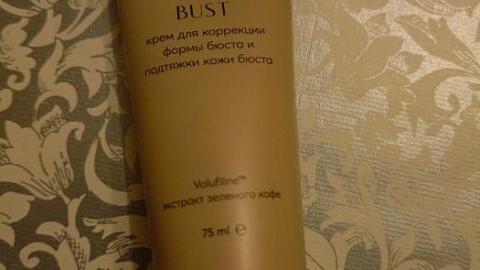 BUST
крем для коррекции
формы бюста и
подтяжки кожи бюста
Volufiline™
экстракт зеленого кофе
75 ml ℮